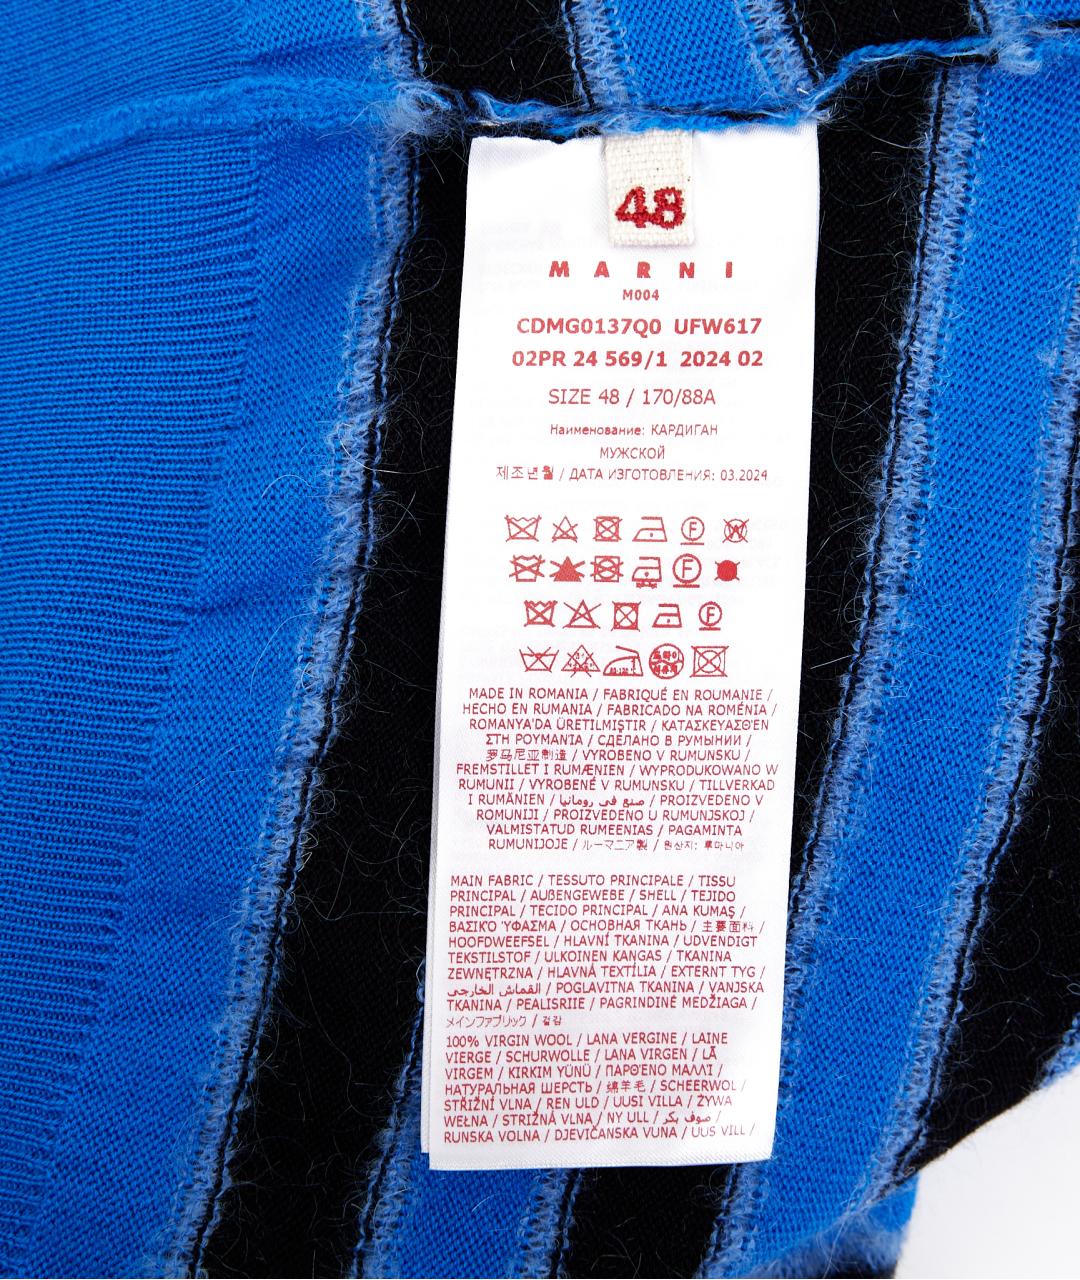 48
MARNI
M004
CDMG0137Q0 UFW617
02PR 24 569/1 2024 02
SIZE 48 / 170/88A
Наименование: КАРДИГАН
МУЖСКОЙ
제조년월 / ДАТА ИЗГОТОВЛЕНИЯ: 03.2024
F W
F
F
MADE IN ROMANIA / FABRIQUÉ EN ROUMANIE /
HECHO EN RUMANIA / FABRICADO NA ROMÉNIA /
ROMANYA'DA ÜRETILMIŞTIR / ΚΑΤΑΣΚΕΥΑΣΘ'ΕΝ
ΣΤΗ ΡΟΥΜΑΝΊΑ / СДЕЛАНО В РУМЫНИИ /
罗马尼亚制造 / VYROBENO V RUMUNSKU /
FREMSTILLET I RUMÆNIEN / WYPRODUKOWANO W
RUMUNII / VYROBENÉ V RUMUNSKU / TILLVERKAD
I RUMÄNIEN / صنع في رومانيا / PROIZVEDENO V
ROMUNIJI / PROIZVEDENO U RUMUNJSKOJ /
VALMISTATUD RUMEENIAS / PAGAMINTA
RUMUNIJOJE / ルーマニア製 / 원산지: 루마니아
MAIN FABRIC / TESSUTO PRINCIPALE / TISSU
PRINCIPAL / AUßENGEWEBE / SHELL / TEJIDO
PRINCIPAL / TECIDO PRINCIPAL / ANA KUMAŞ /
ΒΑΣΙΚΌ ΎΦΑΣΜΑ / ОСНОВНАЯ ТКАНЬ / 主要面料 /
HOOFDWEEFSEL / HLAVNÍ TKANINA / UDVENDIGT
TEKSTILSTOF / ULKOINEN KANGAS / TKANINA
ZEWNĘTRZNA / HLAVNÁ TEXTÍLIA / EXTERNT TYG /
القماش الخارجي / POGLAVITNA TKANINA / VANJSKA
TKANINA / PEALISRIIE / PAGRINDINĖ MEDŽIAGA /
メインファブリック / 겉감
100% VIRGIN WOOL / LANA VERGINE / LAINE
VIERGE / SCHURWOLLE / LANA VIRGEN / LÃ
VIRGEM / KIRKIM YÜNÜ / ΠΑΡΘΈΝΟ ΜΑΛΛΊ /
НАТУРАЛЬНАЯ ШЕРСТЬ / 绵羊毛 / SCHEERWOL /
STŘIŽNÍ VLNA / REN ULD / UUSI VILLA / ŻYWA
WEŁNA / STRIŽNÁ VLNA / NY ULL / صوف بكر /
RUNSKA VOLNA / DJEVIČANSKA VUNA / UUS VILL /